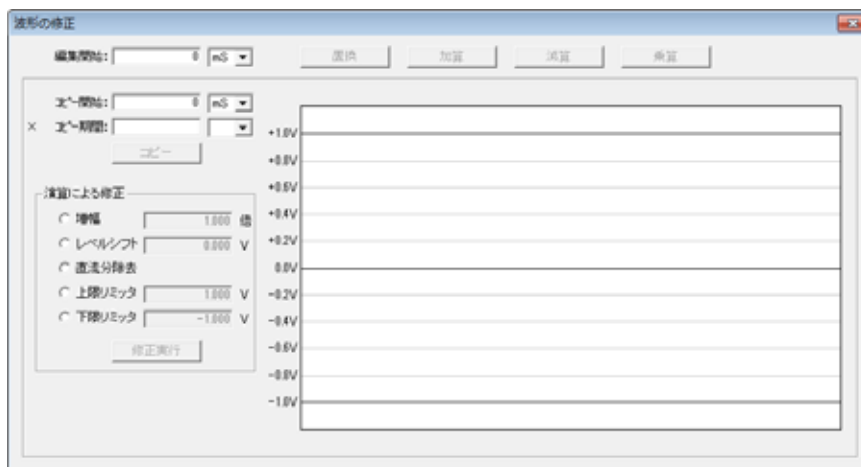 波形の修正
編集開始: 0 mS 置換 加算 減算 乗算
ｺﾋﾟｰ開始: 0 mS
× ｺﾋﾟｰ期間:
コピー
演算による修正
増幅 1.000 倍
レベルシフト 0.000 V
直流分除去
上限リミッタ 1.000 V
下限リミッタ -1.000 V
修正実行
+1.0V
+0.8V
+0.6V
+0.4V
+0.2V
0.0V
-0.2V
-0.4V
-0.6V
-0.8V
-1.0V